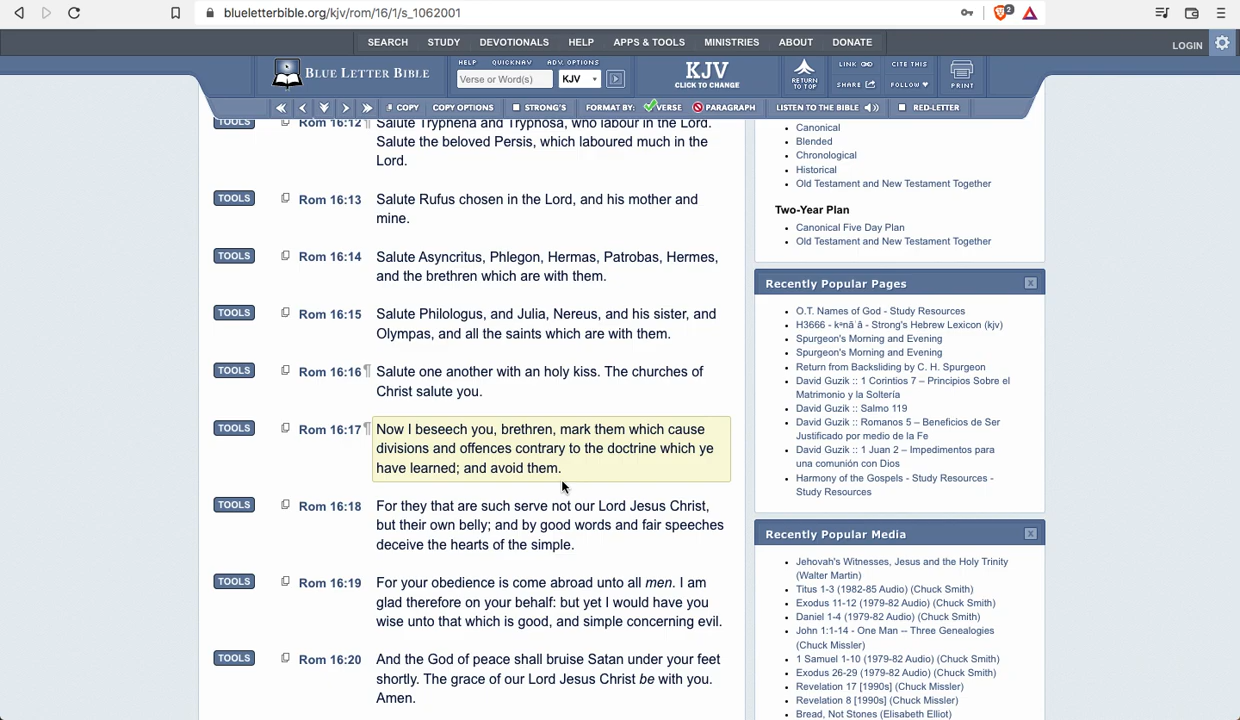 blueletterbible.org/kjv/rom/16/1/s_1062001
2
SEARCH STUDY DEVOTIONALS HELP APPS & TOOLS MINISTRIES ABOUT DONATE
LOGIN
BLUE LETTER BIBLE
HELP QUICKNAV ADV. OPTIONS
Verse or Word(s) KJV
KJV
CLICK TO CHANGE
RETURN TO TOP
LINK CITE THIS
SHARE FOLLOW
PRINT
COPY COPY OPTIONS STRONG'S FORMAT BY: VERSE PARAGRAPH LISTEN TO THE BIBLE RED-LETTER
TOOLS Rom 16:12 ¶ Salute Tryphena and Tryphosa, who labour in the Lord.
Salute the beloved Persis, which laboured much in the
Lord.
TOOLS Rom 16:13 Salute Rufus chosen in the Lord, and his mother and
mine.
TOOLS Rom 16:14 Salute Asyncritus, Phlegon, Hermas, Patrobas, Hermes,
and the brethren which are with them.
TOOLS Rom 16:15 Salute Philologus, and Julia, Nereus, and his sister, and
Olympas, and all the saints which are with them.
TOOLS Rom 16:16 ¶ Salute one another with an holy kiss. The churches of
Christ salute you.
TOOLS Rom 16:17 ¶ Now I beseech you, brethren, mark them which cause
divisions and offences contrary to the doctrine which ye
have learned; and avoid them.
TOOLS Rom 16:18 For they that are such serve not our Lord Jesus Christ,
but their own belly; and by good words and fair speeches
deceive the hearts of the simple.
TOOLS Rom 16:19 For your obedience is come abroad unto all men. I am
glad therefore on your behalf: but yet I would have you
wise unto that which is good, and simple concerning evil.
TOOLS Rom 16:20 And the God of peace shall bruise Satan under your feet
shortly. The grace of our Lord Jesus Christ be with you.
Amen.
Canonical
Blended
Chronological
Historical
Old Testament and New Testament Together
Two-Year Plan
Canonical Five Day Plan
Old Testament and New Testament Together
Recently Popular Pages x
O.T. Names of God - Study Resources
H3666 - kᵊnāʿâ - Strong's Hebrew Lexicon (kjv)
Spurgeon's Morning and Evening
Spurgeon's Morning and Evening
Return from Backsliding by C. H. Spurgeon
David Guzik :: 1 Corintios 7 – Principios Sobre el
Matrimonio y la Soltería
David Guzik :: Salmo 119
David Guzik :: Romanos 5 – Beneficios de Ser
Justificado por medio de la Fe
David Guzik :: 1 Juan 2 – Impedimentos para
una comunión con Dios
Harmony of the Gospels - Study Resources -
Study Resources
Recently Popular Media x
Jehovah's Witnesses, Jesus and the Holy Trinity
(Walter Martin)
Titus 1-3 (1982-85 Audio) (Chuck Smith)
Exodus 11-12 (1979-82 Audio) (Chuck Smith)
Daniel 1-4 (1979-82 Audio) (Chuck Smith)
John 1:1-14 - One Man -- Three Genealogies
(Chuck Missler)
1 Samuel 1-10 (1979-82 Audio) (Chuck Smith)
Exodus 26-29 (1979-82 Audio) (Chuck Smith)
Revelation 17 [1990s] (Chuck Missler)
Revelation 8 [1990s] (Chuck Missler)
Bread, Not Stones (Elisabeth Elliot)